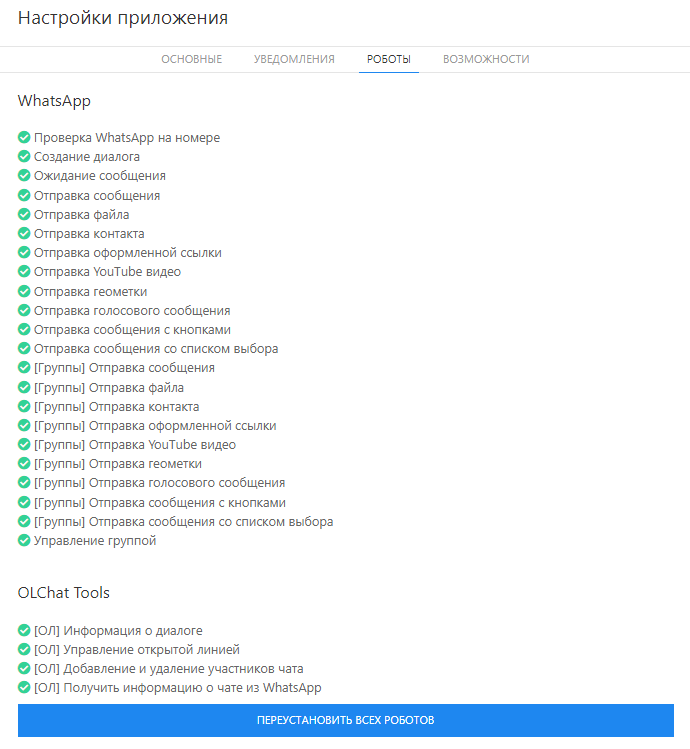 Настройки приложения
ОСНОВНЫЕ УВЕДОМЛЕНИЯ РОБОТЫ ВОЗМОЖНОСТИ
WhatsApp
Проверка WhatsApp на номере
Создание диалога
Ожидание сообщения
Отправка сообщения
Отправка файла
Отправка контакта
Отправка оформленной ссылки
Отправка YouTube видео
Отправка геометки
Отправка голосового сообщения
Отправка сообщения с кнопками
Отправка сообщения со списком выбора
[Группы] Отправка сообщения
[Группы] Отправка файла
[Группы] Отправка контакта
[Группы] Отправка оформленной ссылки
[Группы] Отправка YouTube видео
[Группы] Отправка геометки
[Группы] Отправка голосового сообщения
[Группы] Отправка сообщения с кнопками
[Группы] Отправка сообщения со списком выбора
Управление группой
OLChat Tools
[ОЛ] Информация о диалоге
[ОЛ] Управление открытой линией
[ОЛ] Добавление и удаление участников чата
[ОЛ] Получить информацию о чате из WhatsApp
ПЕРЕУСТАНОВИТЬ ВСЕХ РОБОТОВ